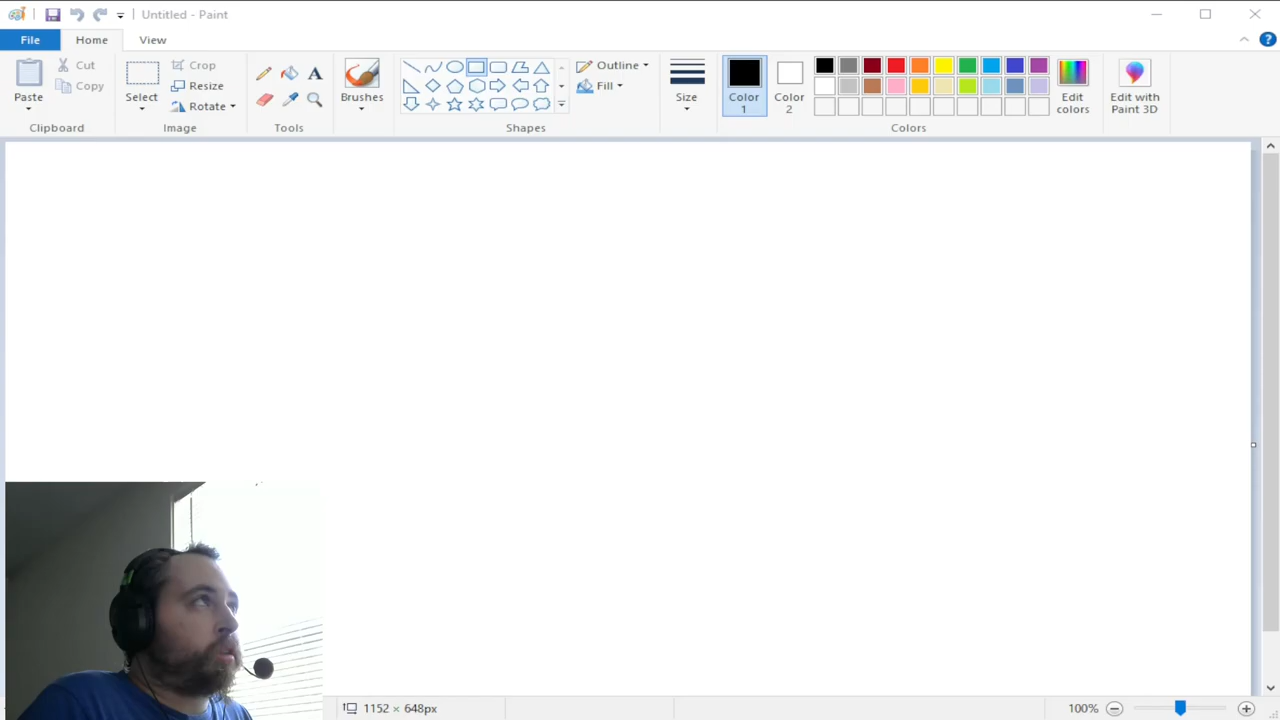 Untitled - Paint
File Home View
Paste
Cut
Copy
Clipboard
Select
Crop
Resize
Rotate
Image
A
Tools
Brushes
Shapes
Outline
Fill
Size
Color 1
Color 2
Colors
Edit colors
Edit with Paint 3D
?
1152 × 648px
100%